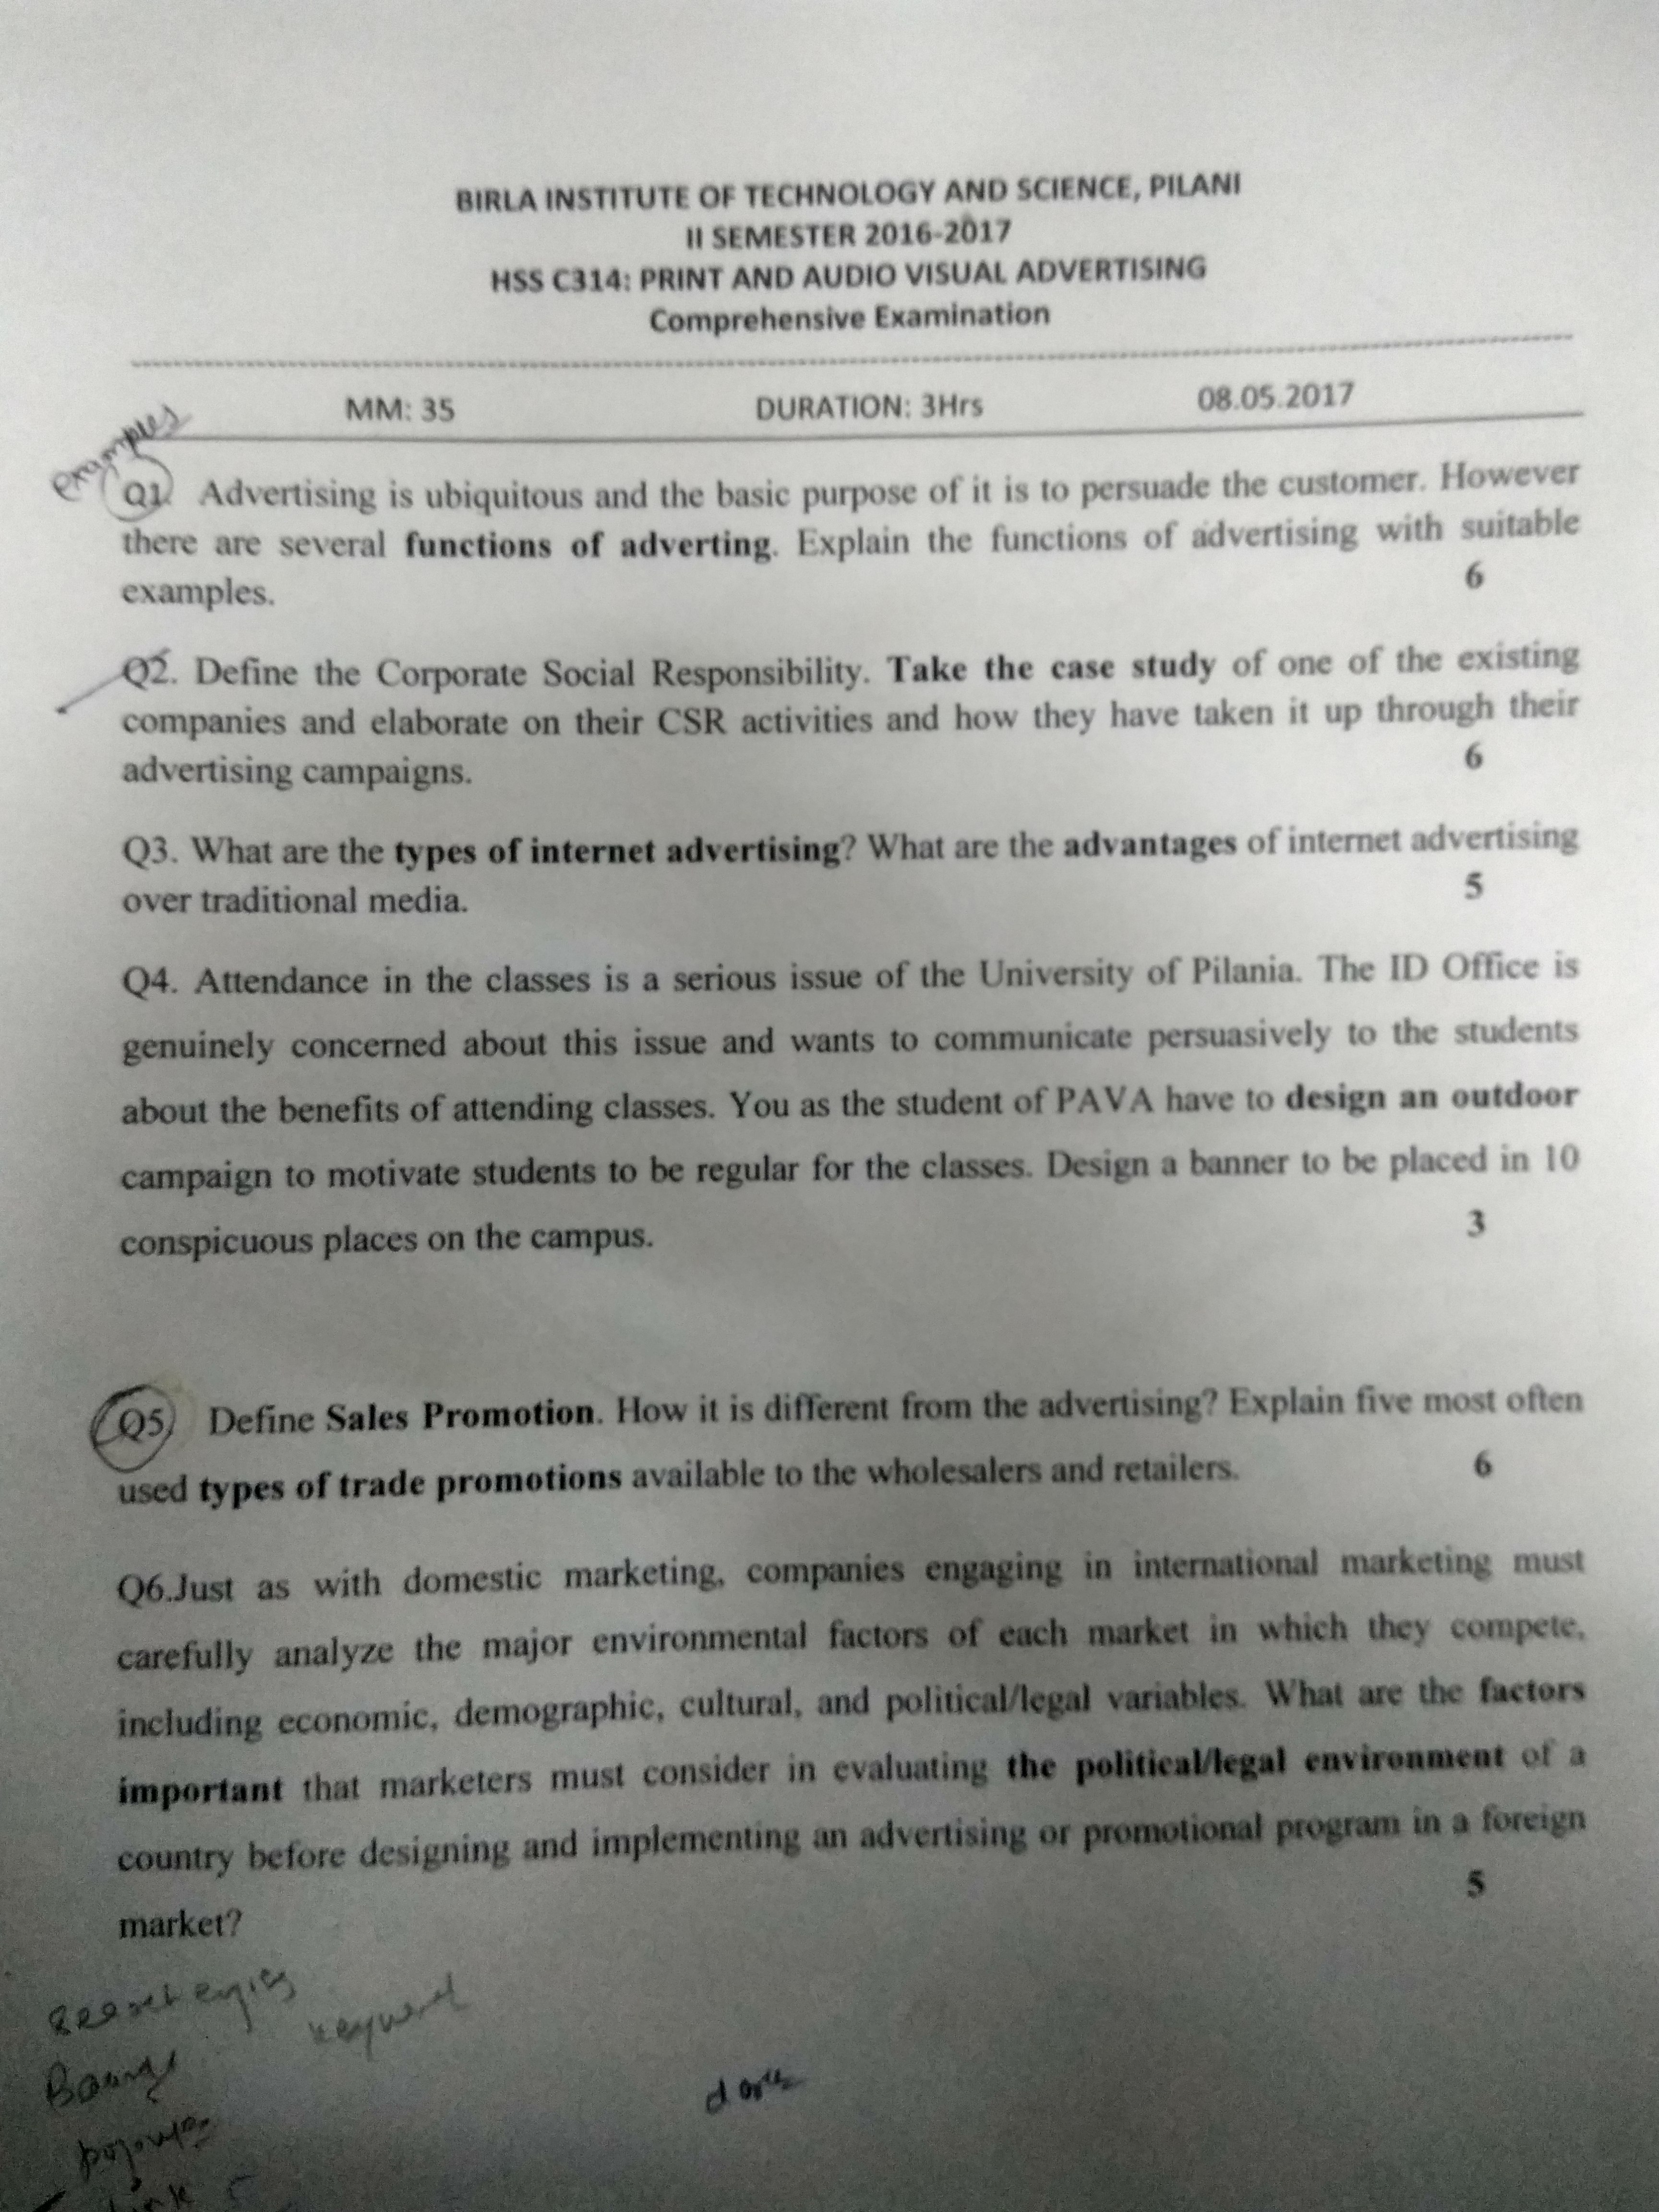 BIRLA INSTITUTE OF TECHNOLOGY AND SCIENCE, PILANI
II SEMESTER 2016-2017
HSS C314: PRINT AND AUDIO VISUAL ADVERTISING
Comprehensive Examination
MM: 35 DURATION: 3Hrs 08.05.2017
examples
Q1. Advertising is ubiquitous and the basic purpose of it is to persuade the customer. However
there are several functions of adverting. Explain the functions of advertising with suitable
examples. 6
Q2. Define the Corporate Social Responsibility. Take the case study of one of the existing
companies and elaborate on their CSR activities and how they have taken it up through their
advertising campaigns. 6
Q3. What are the types of internet advertising? What are the advantages of internet advertising
over traditional media. 5
Q4. Attendance in the classes is a serious issue of the University of Pilania. The ID Office is
genuinely concerned about this issue and wants to communicate persuasively to the students
about the benefits of attending classes. You as the student of PAVA have to design an outdoor
campaign to motivate students to be regular for the classes. Design a banner to be placed in 10
conspicuous places on the campus. 3
Q5. Define Sales Promotion. How it is different from the advertising? Explain five most often
used types of trade promotions available to the wholesalers and retailers. 6
Q6.Just as with domestic marketing, companies engaging in international marketing must
carefully analyze the major environmental factors of each market in which they compete,
including economic, demographic, cultural, and political/legal variables. What are the factors
important that marketers must consider in evaluating the political/legal environment of a
country before designing and implementing an advertising or promotional program in a foreign
market? 5
keyword